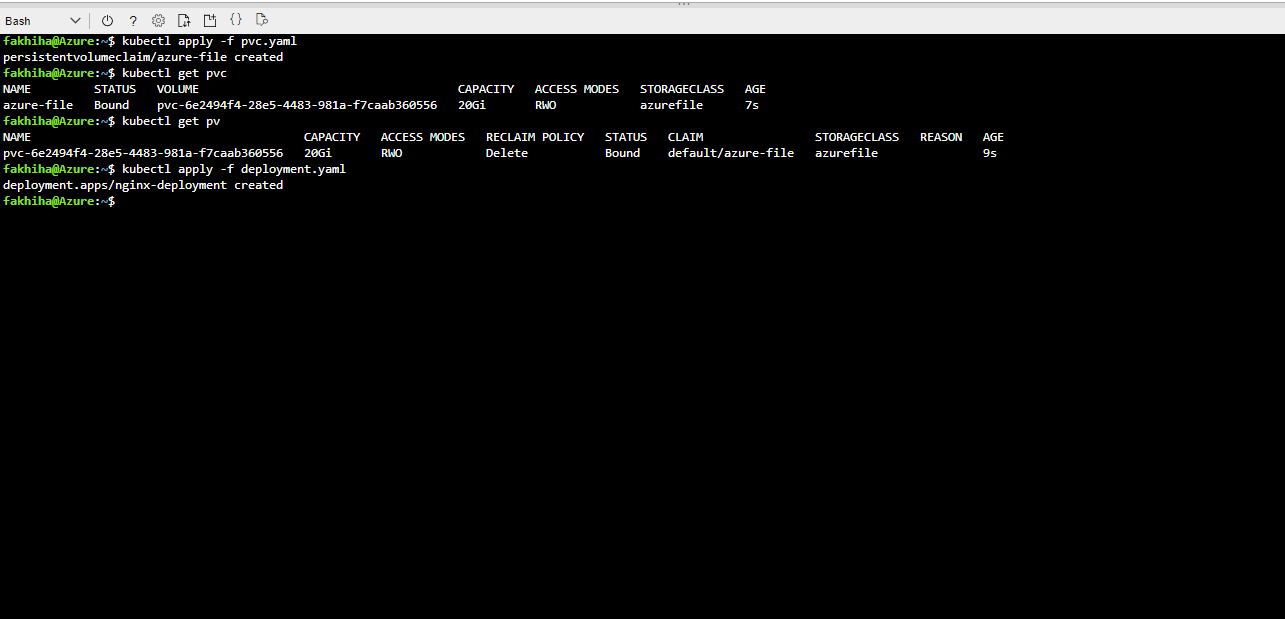 Bash
fakhiha@Azure:~$ kubectl apply -f pvc.yaml
persistentvolumeclaim/azure-file created
fakhiha@Azure:~$ kubectl get pvc
NAME STATUS VOLUME CAPACITY ACCESS MODES STORAGECLASS AGE
azure-file Bound pvc-6e2494f4-28e5-4483-981a-f7caab360556 20Gi RWO azurefile 7s
fakhiha@Azure:~$ kubectl get pv
NAME CAPACITY ACCESS MODES RECLAIM POLICY STATUS CLAIM STORAGECLASS REASON AGE
pvc-6e2494f4-28e5-4483-981a-f7caab360556 20Gi RWO Delete Bound default/azure-file azurefile 9s
fakhiha@Azure:~$ kubectl apply -f deployment.yaml
deployment.apps/nginx-deployment created
fakhiha@Azure:~$